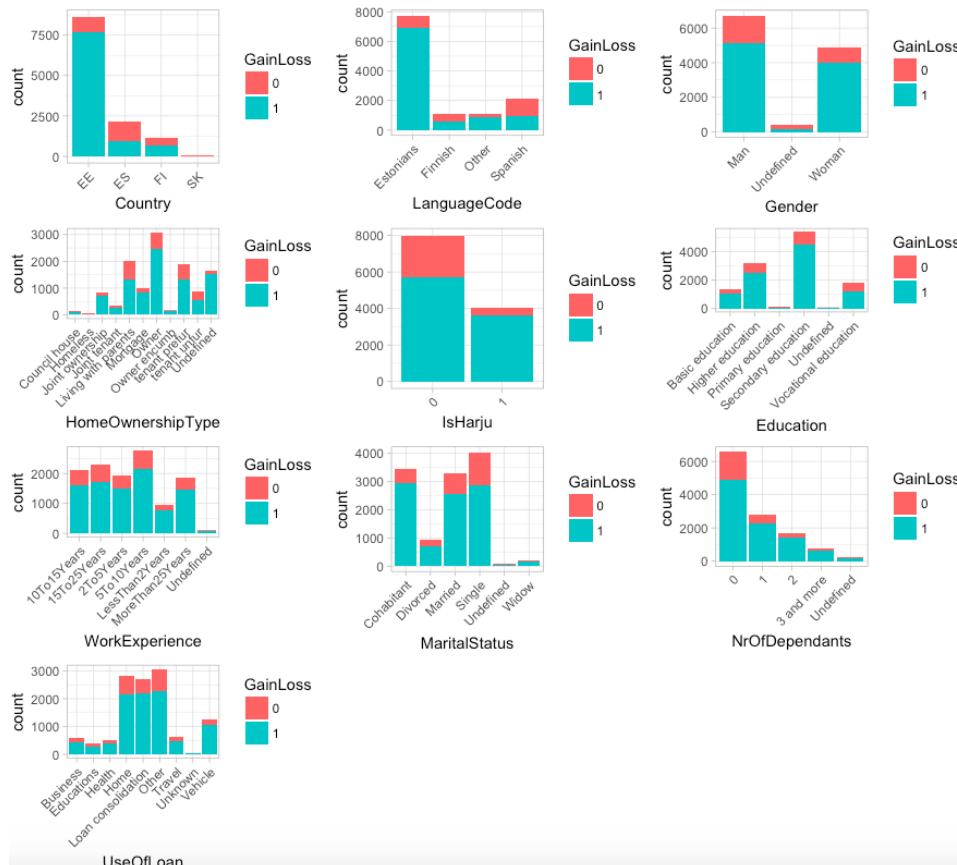 count
7500
5000
2500
0
EE
ES
FI
SK
Country
GainLoss
0
1
count
8000
6000
4000
2000
0
Estonians
Finnish
Other
Spanish
LanguageCode
GainLoss
0
1
count
6000
4000
2000
0
Man
Undefined
Woman
Gender
GainLoss
0
1
count
3000
2000
1000
0
Council house
Homeless
Joint ownership
Joint tenant
Living with parents
Mortgage
Owner
Owner encumb
tenant prefur
tenant unfur
Undefined
HomeOwnershipType
GainLoss
0
1
count
8000
6000
4000
2000
0
0
1
IsHarju
GainLoss
0
1
count
4000
2000
0
Basic education
Higher education
Primary education
Secondary education
Undefined
Vocational education
Education
GainLoss
0
1
count
2000
1000
0
10To15Years
15To25Years
2To5Years
5To10Years
LessThan2Years
MoreThan25Years
Undefined
WorkExperience
GainLoss
0
1
count
4000
3000
2000
1000
0
Cohabitant
Divorced
Married
Single
Undefined
Widow
MaritalStatus
GainLoss
0
1
count
6000
4000
2000
0
0
1
2
3 and more
Undefined
NrOfDependants
GainLoss
0
1
count
3000
2000
1000
0
Business
Educations
Health
Home
Loan consolidation
Other
Travel
Unknown
Vehicle
UseOfLoan
GainLoss
0
1